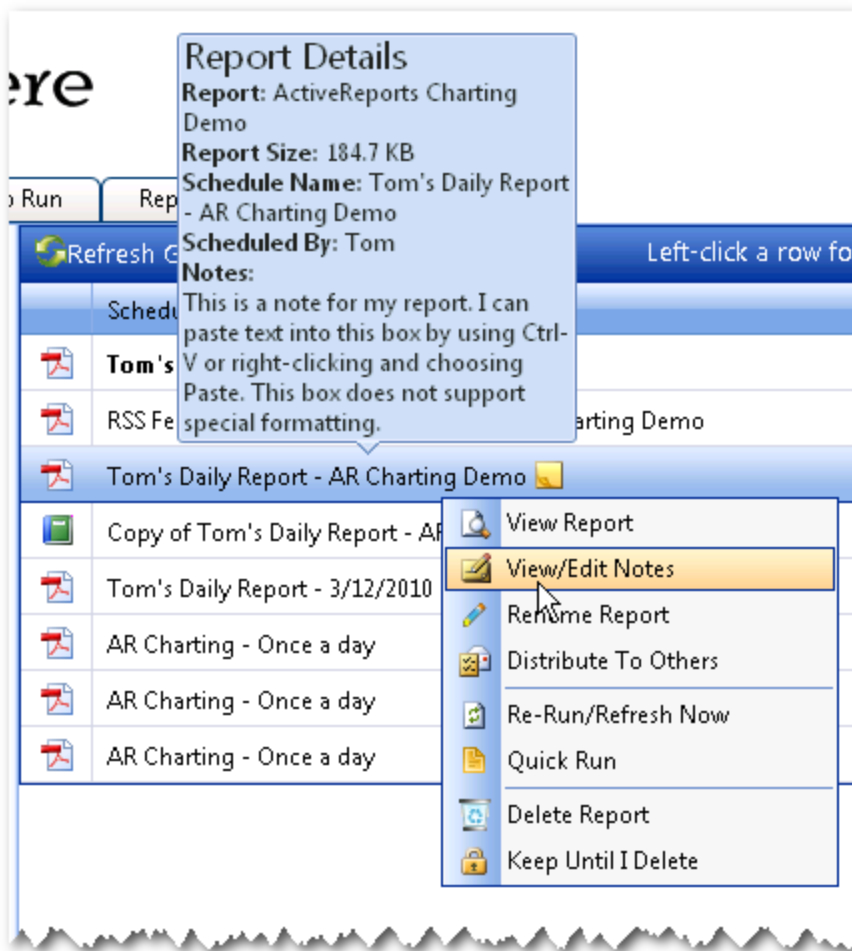 ere
Report Details
Report: ActiveReports Charting
Demo
Report Size: 184.7 KB
Schedule Name: Tom's Daily Report
- AR Charting Demo
Scheduled By: Tom
Notes:
This is a note for my report. I can
paste text into this box by using Ctrl-
V or right-clicking and choosing
Paste. This box does not support
special formatting.
Run Rep
Refresh G Left-click a row fo
Schedu
Tom's
RSS Fe arting Demo
Tom's Daily Report - AR Charting Demo
Copy of Tom's Daily Report - AR
Tom's Daily Report - 3/12/2010
AR Charting - Once a day
AR Charting - Once a day
AR Charting - Once a day
View Report
View/Edit Notes
Rename Report
Distribute To Others
Re-Run/Refresh Now
Quick Run
Delete Report
Keep Until I Delete